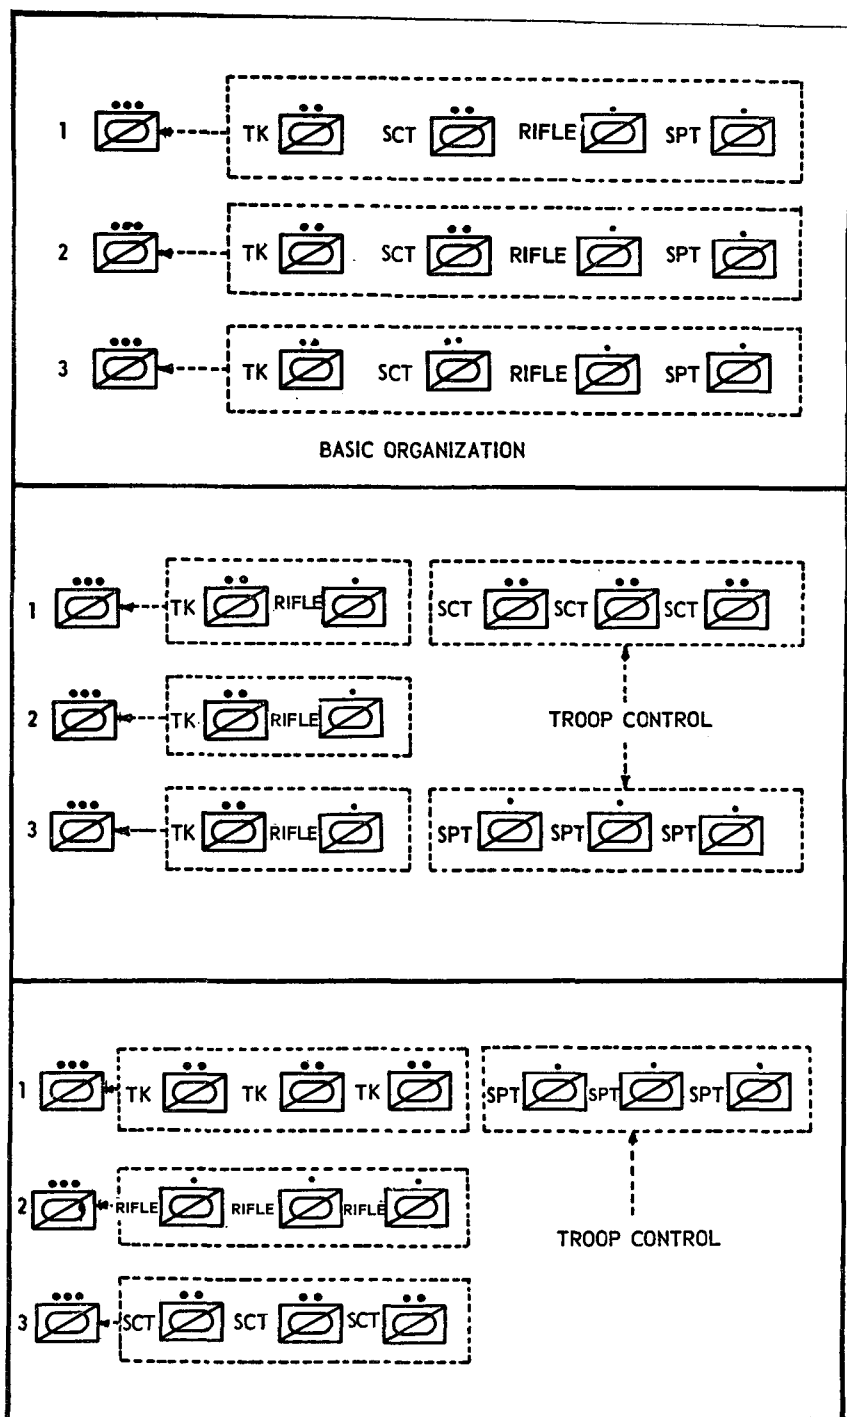 1 TK SCT RIFLE SPT
2 TK SCT RIFLE SPT
3 TK SCT RIFLE SPT
BASIC ORGANIZATION
1 TK RIFLE SCT SCT SCT
2 TK RIFLE TROOP CONTROL
3 TK RIFLE SPT SPT SPT
1 TK TK TK SPT SPT SPT
2 RIFLE RIFLE RIFLE
TROOP CONTROL
3 SCT SCT SCT